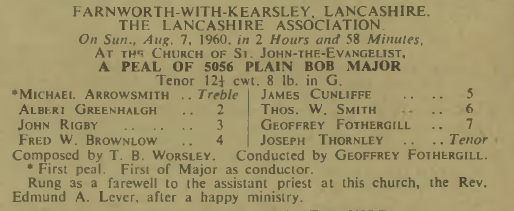 FARNWORTH-WITH-KEARSLEY, LANCASHIRE.
THE LANCASHIRE ASSOCIATION.
On Sun., Aug. 7, 1960, in 2 Hours and 58 Minutes,
AT THE CHURCH OF ST. JOHN-THE-EVANGELIST,
A PEAL OF 5056 PLAIN BOB MAJOR
Tenor 12¼ cwt. 8 lb. in G.
*MICHAEL ARROWSMITH .. Treble
ALBERT GREENHALGH .. 2
JOHN RIGBY .. .. 3
FRED W. BROWNLOW .. 4
JAMES CUNLIFFE .. .. 5
THOS. W. SMITH .. .. 6
GEOFFREY FOTHERGILL .. 7
JOSEPH THORNLEY .. .. Tenor
Composed by T. B. WORSLEY. Conducted by GEOFFREY FOTHERGILL.
* First peal. First of Major as conductor.
Rung as a farewell to the assistant priest at this church, the Rev.
Edmund A. Lever, after a happy ministry.